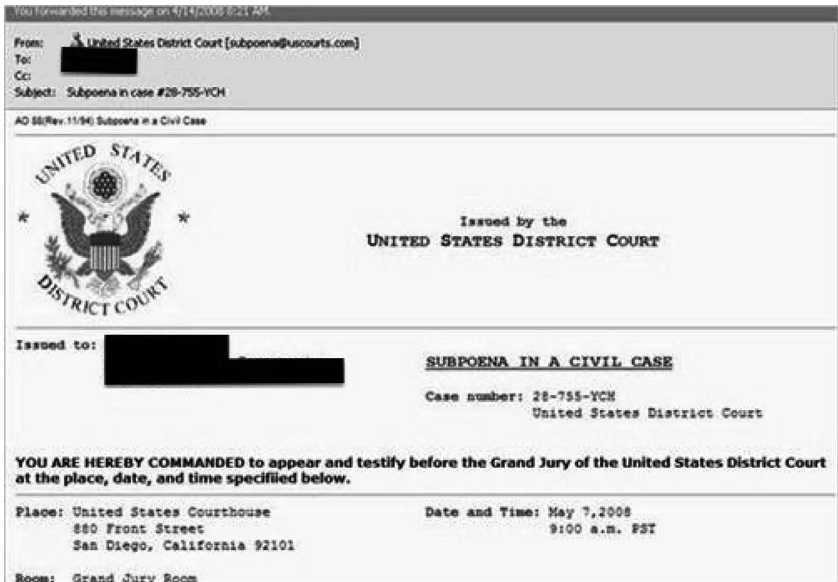 You forwarded this message on 4/14/2008 8:21 AM.
From: United States District Court [subpoena@uscourts.com]
To:
Cc:
Subject: Subpoena in case #28-755-YCH
AO 88(Rev.11/94) Subpoena in a Civil Case
UNITED STATES
DISTRICT COURT
Issued by the
UNITED STATES DISTRICT COURT
Issued to:
SUBPOENA IN A CIVIL CASE
Case number: 28-755-YCH
United States District Court
YOU ARE HEREBY COMMANDED to appear and testify before the Grand Jury of the United States District Court
at the place, date, and time specifiied below.
Place: United States Courthouse
880 Front Street
San Diego, California 92101
Date and Time: May 7,2008
9:00 a.m. PST
Room: Grand Jury Room